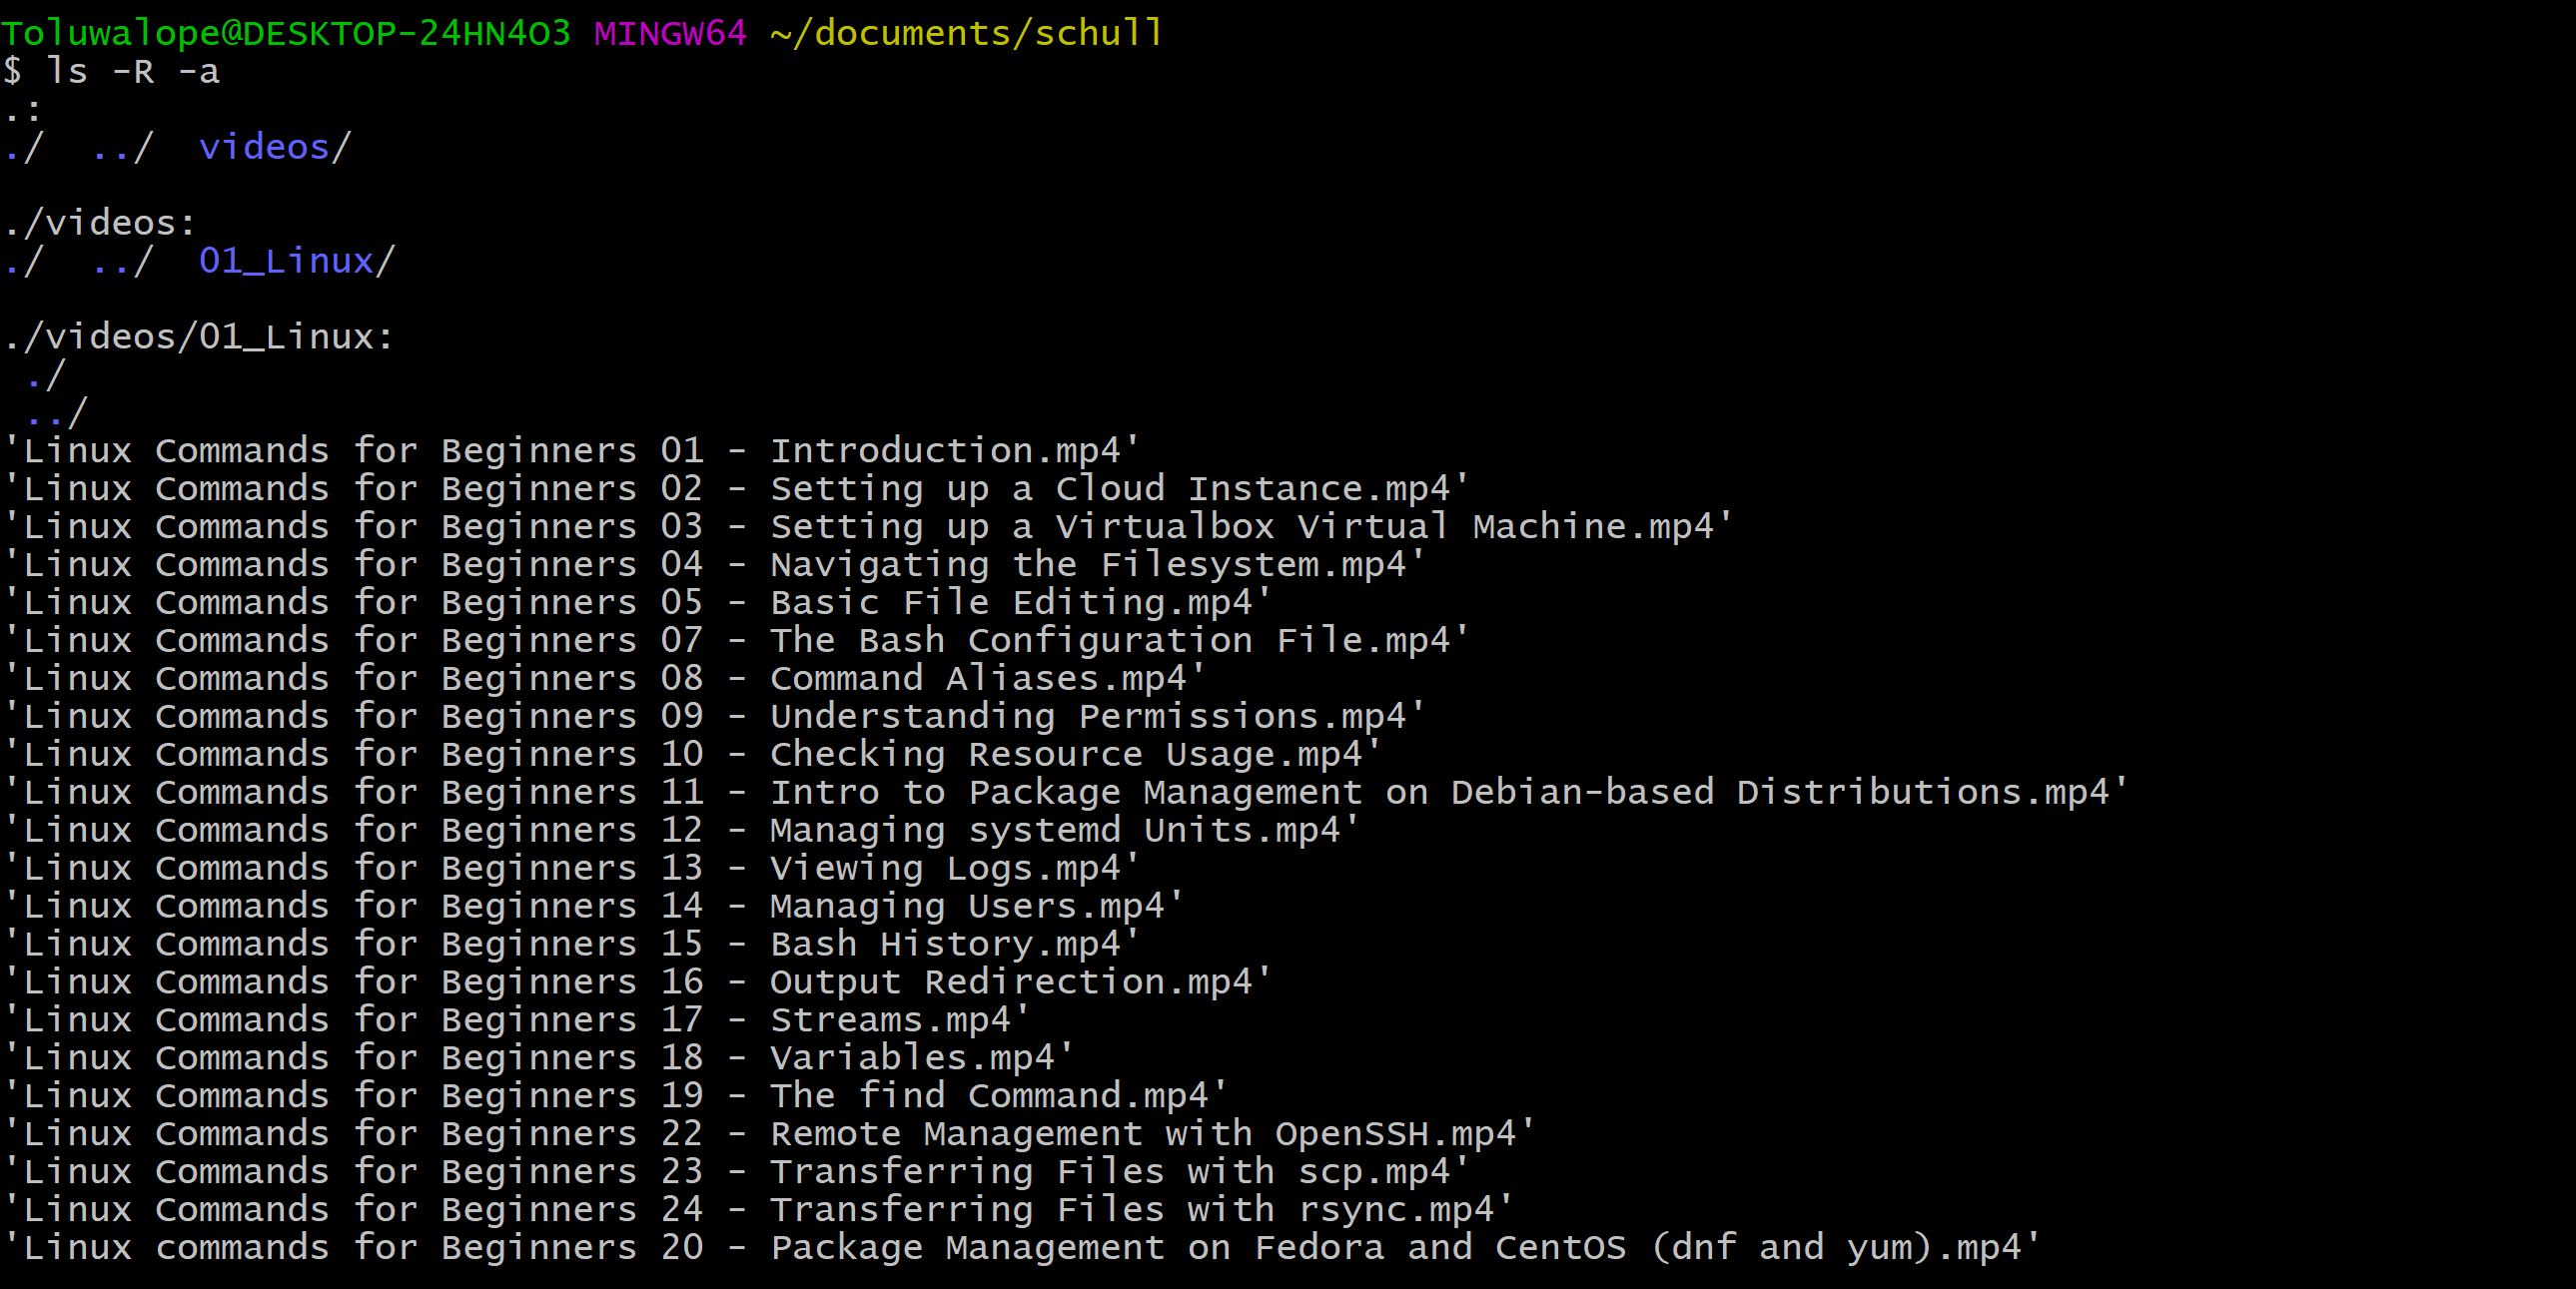 Toluwalope@DESKTOP-24HN4O3 MINGW64 ~/documents/schull
$ ls -R -a
.:
./  ../  videos/

./videos:
./  ../  01_Linux/

./videos/01_Linux:
 ./
 ../
'Linux Commands for Beginners 01 - Introduction.mp4'
'Linux Commands for Beginners 02 - Setting up a Cloud Instance.mp4'
'Linux Commands for Beginners 03 - Setting up a Virtualbox Virtual Machine.mp4'
'Linux Commands for Beginners 04 - Navigating the Filesystem.mp4'
'Linux Commands for Beginners 05 - Basic File Editing.mp4'
'Linux Commands for Beginners 07 - The Bash Configuration File.mp4'
'Linux Commands for Beginners 08 - Command Aliases.mp4'
'Linux Commands for Beginners 09 - Understanding Permissions.mp4'
'Linux Commands for Beginners 10 - Checking Resource Usage.mp4'
'Linux Commands for Beginners 11 - Intro to Package Management on Debian-based Distributions.mp4'
'Linux Commands for Beginners 12 - Managing systemd Units.mp4'
'Linux Commands for Beginners 13 - Viewing Logs.mp4'
'Linux Commands for Beginners 14 - Managing Users.mp4'
'Linux Commands for Beginners 15 - Bash History.mp4'
'Linux Commands for Beginners 16 - Output Redirection.mp4'
'Linux Commands for Beginners 17 - Streams.mp4'
'Linux Commands for Beginners 18 - Variables.mp4'
'Linux Commands for Beginners 19 - The find Command.mp4'
'Linux Commands for Beginners 22 - Remote Management with OpenSSH.mp4'
'Linux Commands for Beginners 23 - Transferring Files with scp.mp4'
'Linux Commands for Beginners 24 - Transferring Files with rsync.mp4'
'Linux commands for Beginners 20 - Package Management on Fedora and CentOS (dnf and yum).mp4'